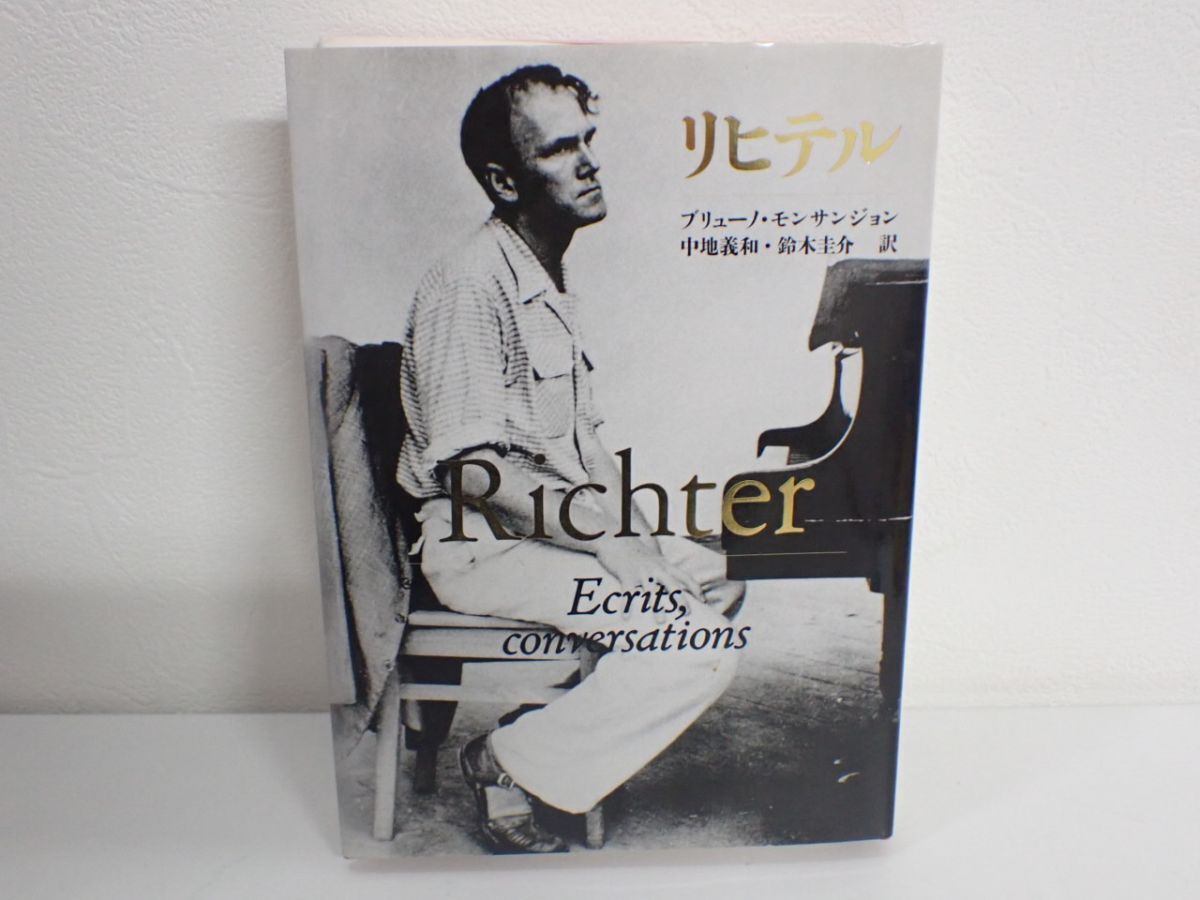 リヒテル
ブリューノ・モンサンジョン
中地義和・鈴木圭介 訳
Richter
Ecrits,
conversations